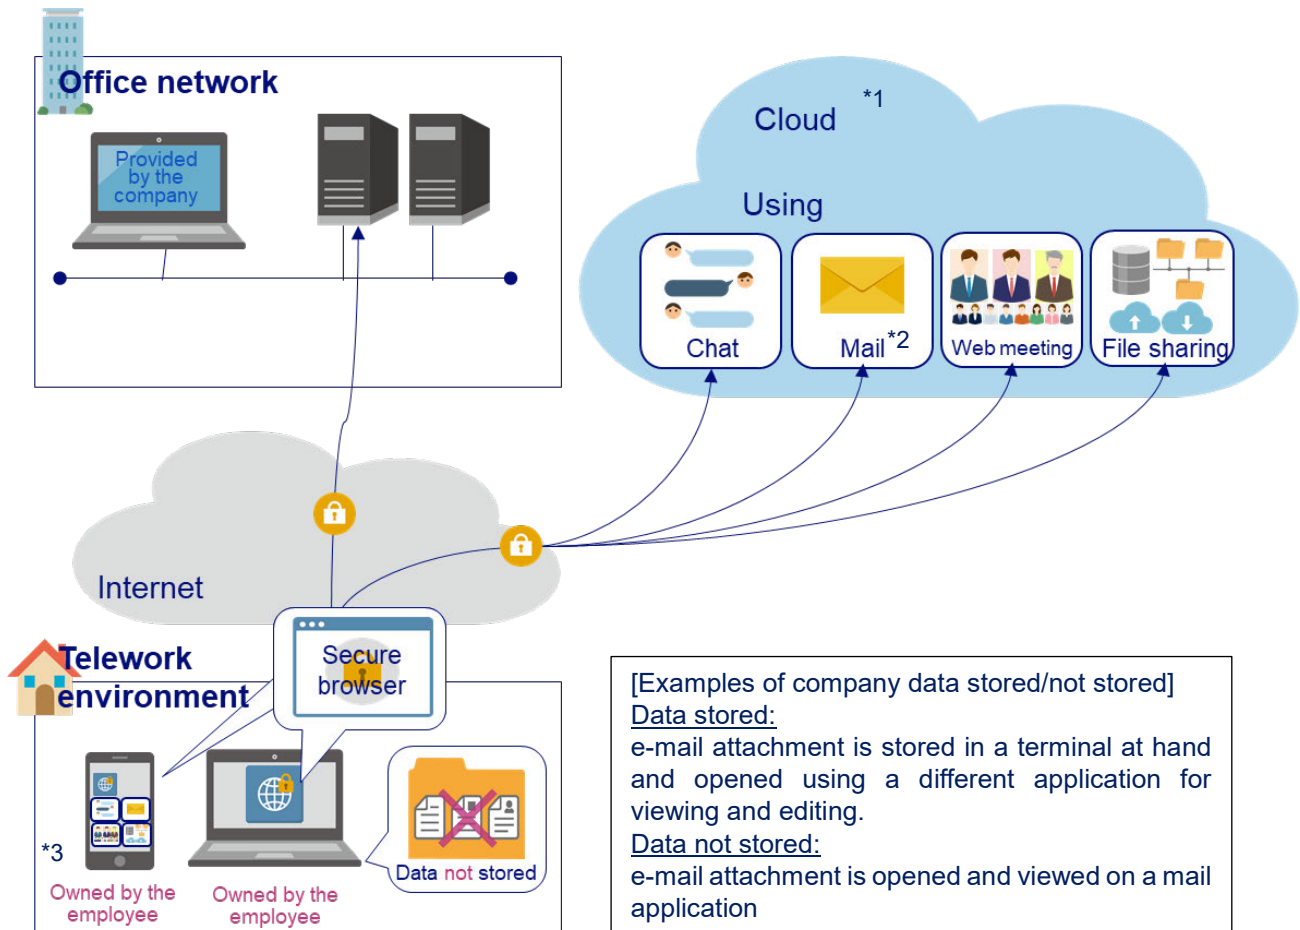 Office network
Provided
by the
company
Cloud
*1
Using
Chat
Mail*2
Web meeting
File sharing
Internet
Telework
environment
Secure
browser
Data not stored
*3
Owned by the
employee
Owned by the
employee
[Examples of company data stored/not stored]
Data stored:
e-mail attachment is stored in a terminal at hand
and opened using a different application for
viewing and editing.
Data not stored:
e-mail attachment is opened and viewed on a mail
application